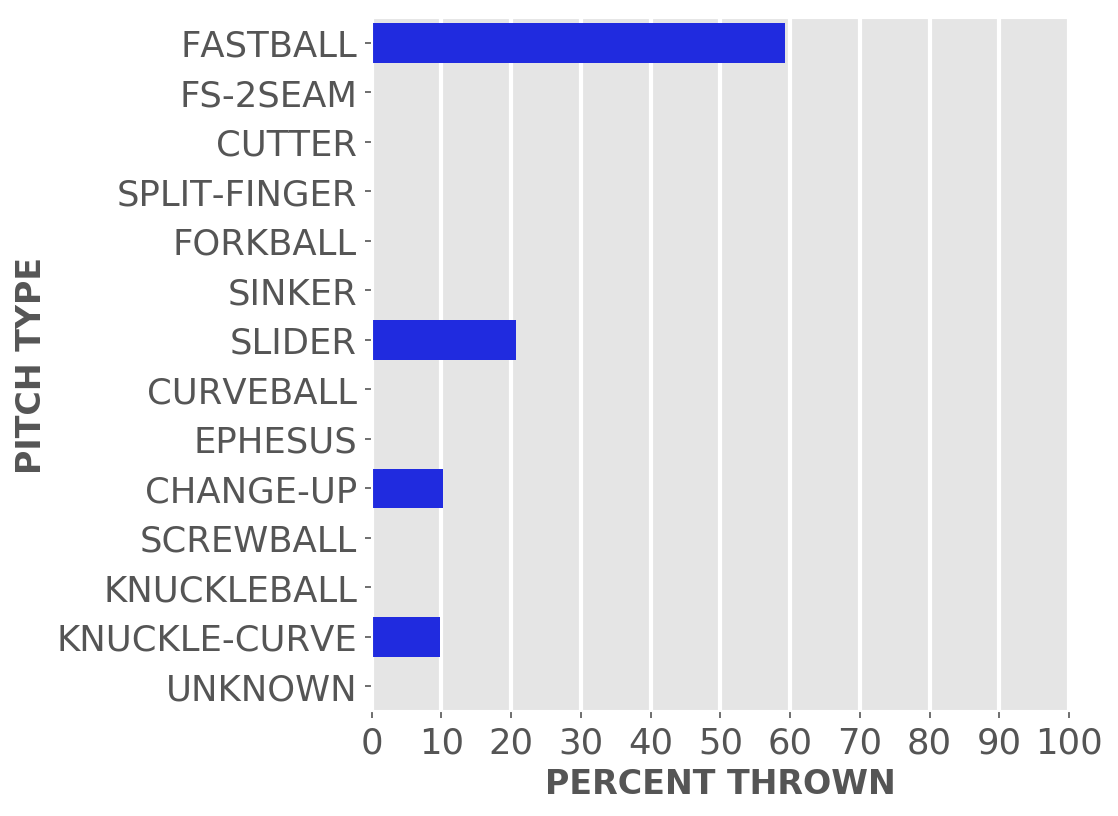 FASTBALL
FS-2SEAM
CUTTER
SPLIT-FINGER
FORKBALL
SINKER
SLIDER
CURVEBALL
EPHESUS
CHANGE-UP
SCREWBALL
KNUCKLEBALL
KNUCKLE-CURVE
UNKNOWN
PITCH TYPE
0 10 20 30 40 50 60 70 80 90 100
PERCENT THROWN